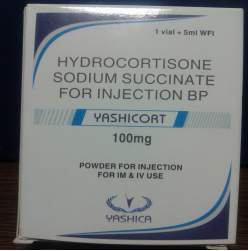 1 vial + 5ml WFI
HYDROCORTISONE
SODIUM SUCCINATE
FOR INJECTION BP
YASHICORT
100mg
POWDER FOR INJECTION
FOR IM & IV USE
YASHICA